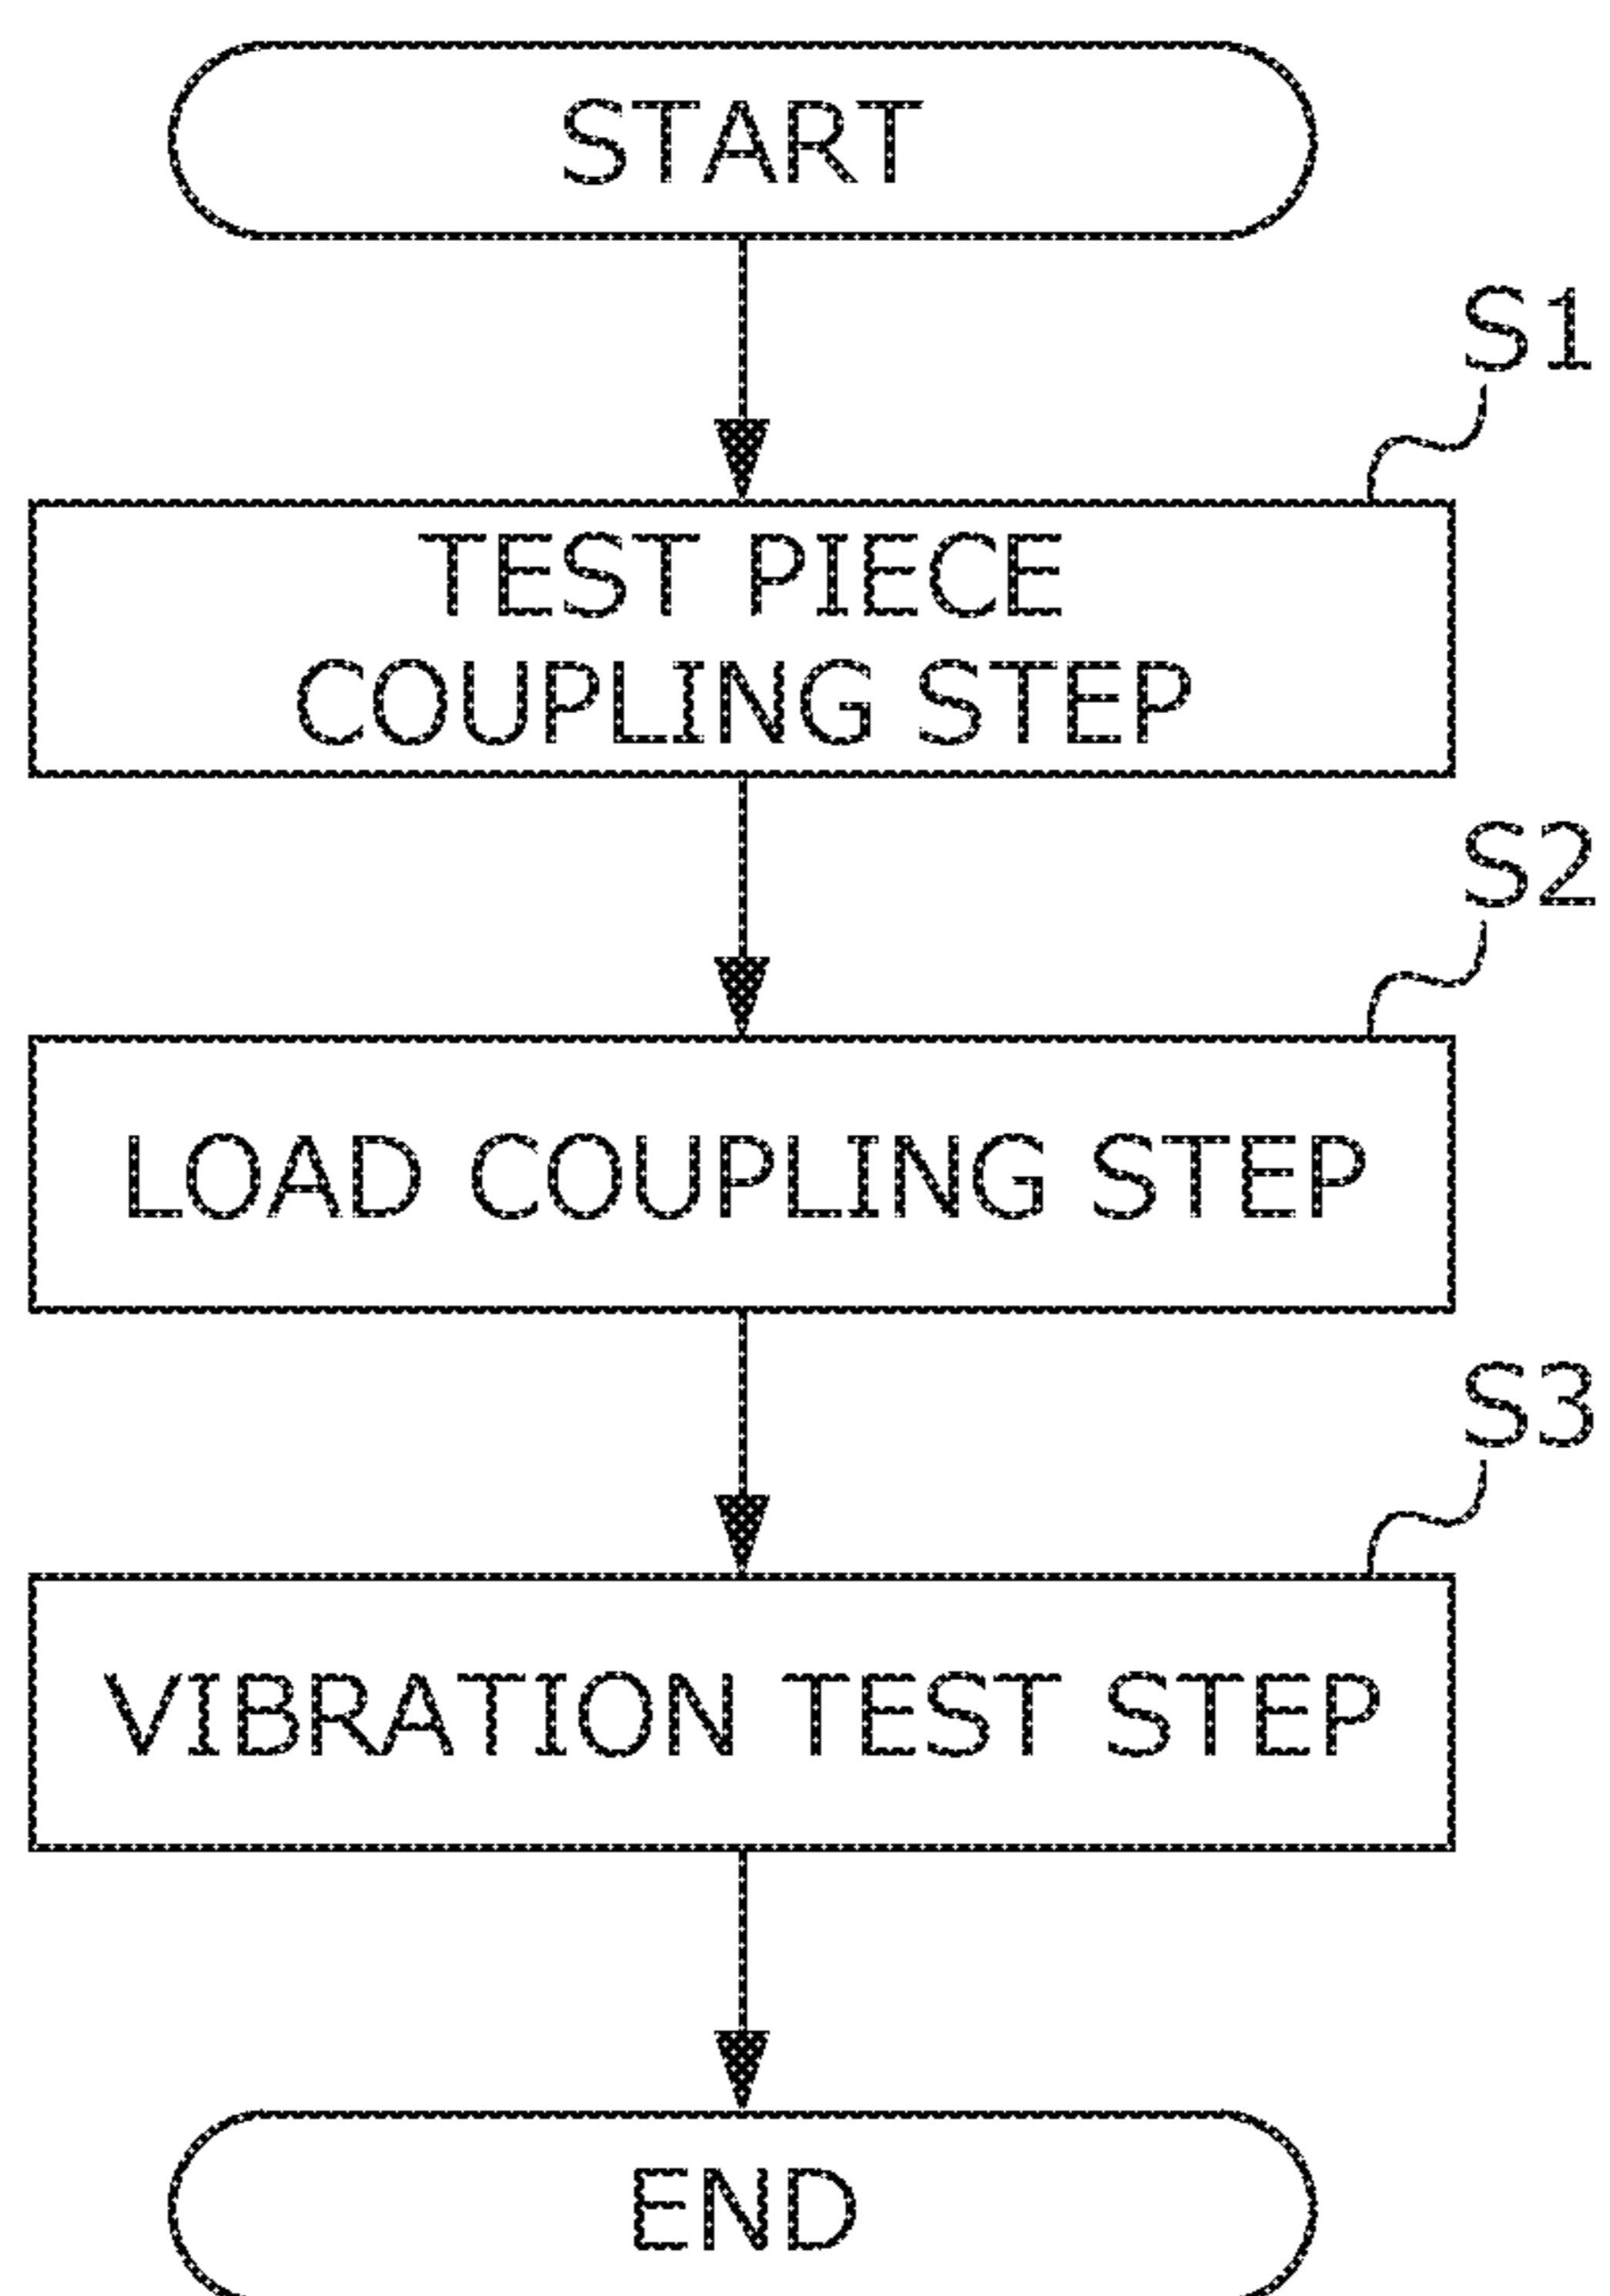 START
S1
TEST PIECE
COUPLING STEP
S2
LOAD COUPLING STEP
S3
VIBRATION TEST STEP
END